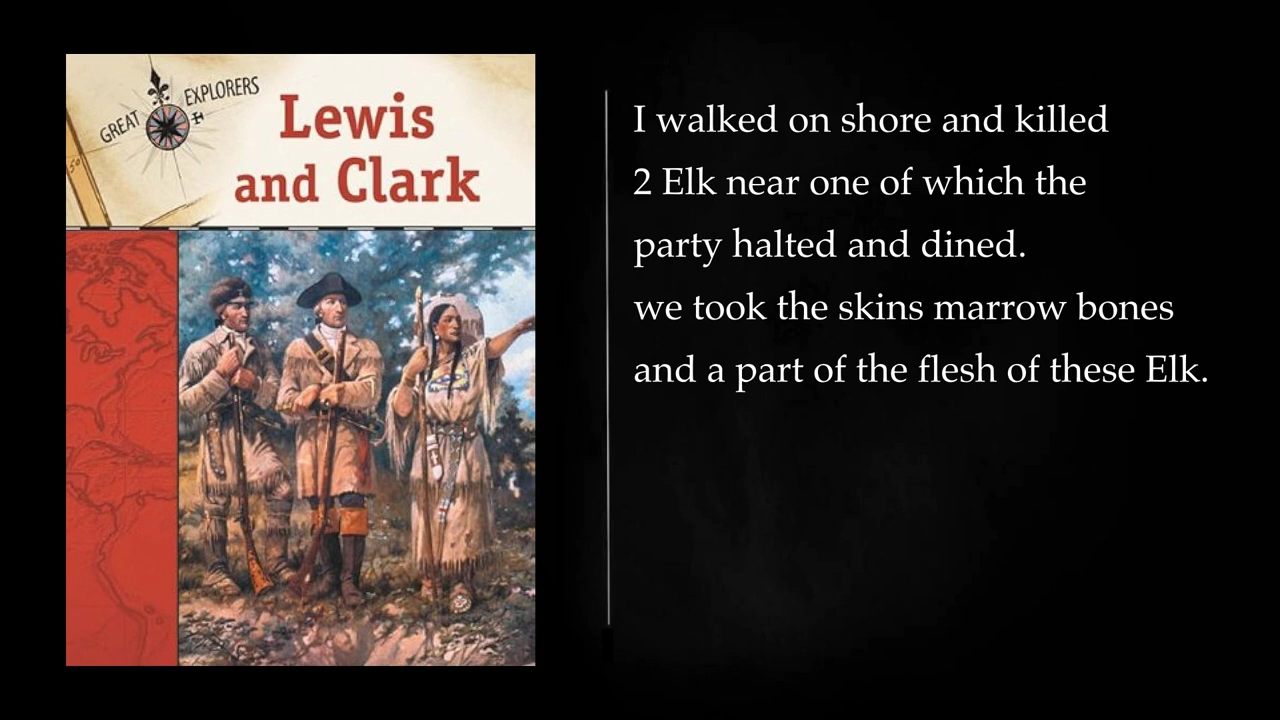 GREAT EXPLORERS
Lewis
and Clark
I walked on shore and killed
2 Elk near one of which the
party halted and dined.
we took the skins marrow bones
and a part of the flesh of these Elk.